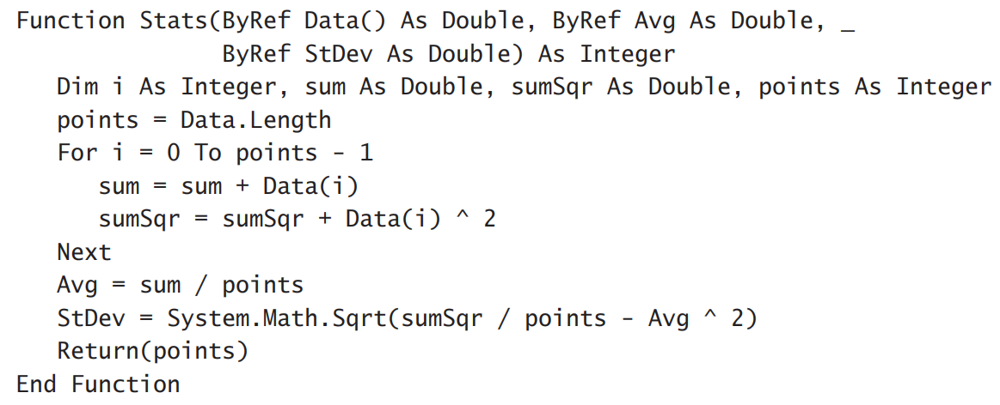 Function Stats(ByRef Data() As Double, ByRef Avg As Double, _
               ByRef StDev As Double) As Integer
   Dim i As Integer, sum As Double, sumSqr As Double, points As Integer
   points = Data.Length
   For i = 0 To points - 1
      sum = sum + Data(i)
      sumSqr = sumSqr + Data(i) ^ 2
   Next
   Avg = sum / points
   StDev = System.Math.Sqrt(sumSqr / points - Avg ^ 2)
   Return(points)
End Function